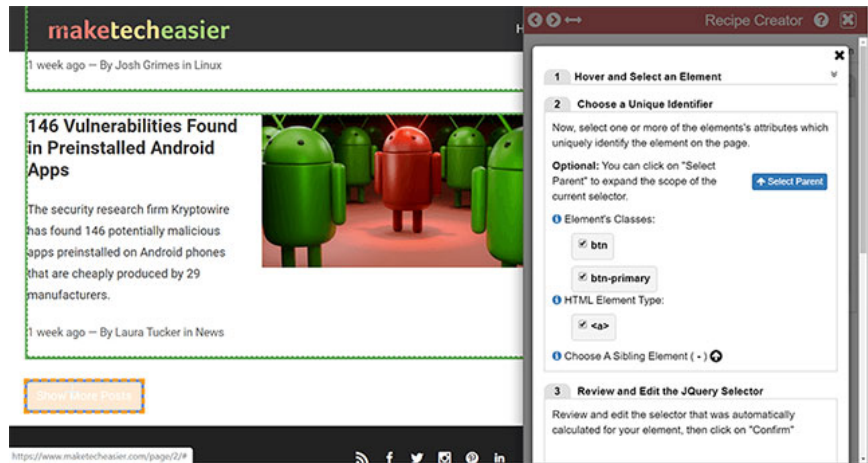 maketecheasier
H
Recipe Creator
1 week ago — By Josh Grimes in Linux
146 Vulnerabilities Found
in Preinstalled Android
Apps
The security research firm Kryptowire
has found 146 potentially malicious
apps preinstalled on Android phones
that are cheaply produced by 29
manufacturers.
1 week ago — By Laura Tucker in News
Show More Posts
https://www.maketecheasier.com/page/2/#
1 Hover and Select an Element
2 Choose a Unique Identifier
Now, select one or more of the elements's attributes which
uniquely identify the element on the page.
Optional: You can click on "Select
Parent" to expand the scope of the
current selector.
Select Parent
Element's Classes:
btn
btn-primary
HTML Element Type:
<a>
Choose A Sibling Element ( - )
3 Review and Edit the JQuery Selector
Review and edit the selector that was automatically
calculated for your element, then click on "Confirm"